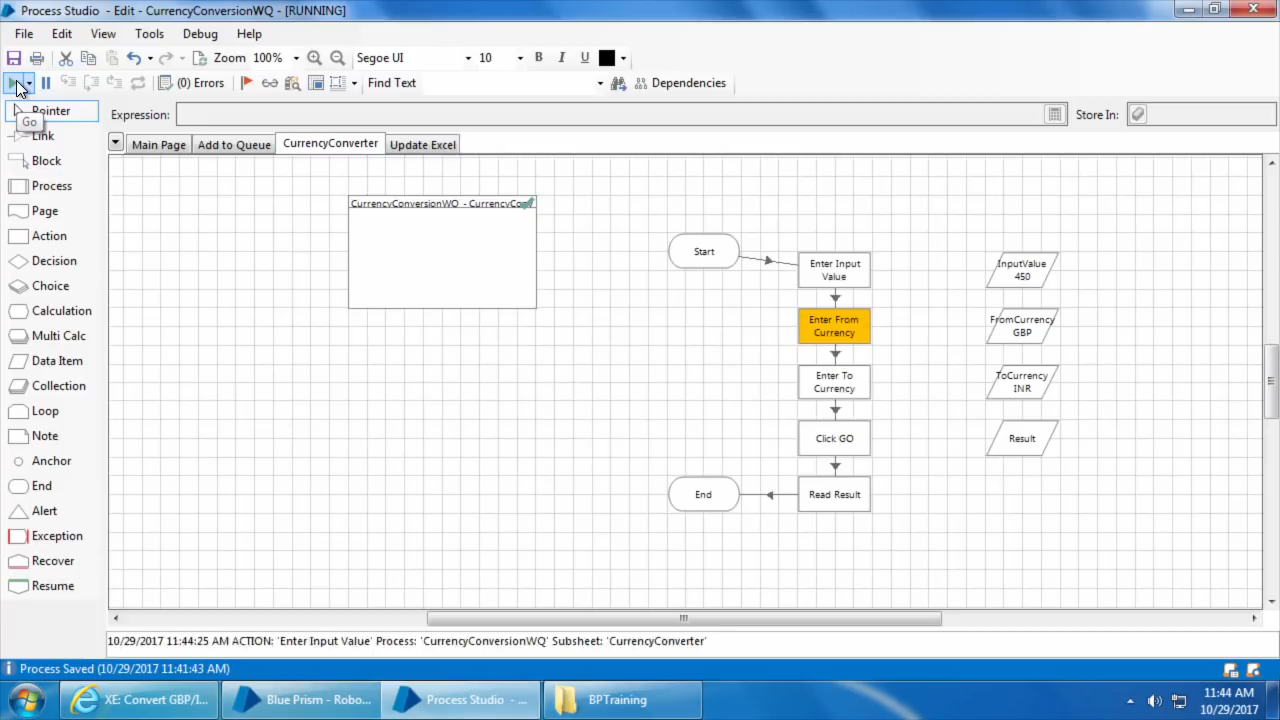 Process Studio - Edit - CurrencyConversionWQ - [RUNNING]
File Edit View Tools Debug Help
Zoom 100% Segoe UI 10 B I U
(0) Errors Find Text Dependencies
Pointer
Go
Link
Block
Process
Page
Action
Decision
Choice
Calculation
Multi Calc
Data Item
Collection
Loop
Note
Anchor
End
Alert
Exception
Recover
Resume
Expression: Store In:
Main Page Add to Queue CurrencyConverter Update Excel
CurrencyConversionWQ - CurrencyCo
Start
Enter Input
Value
Enter From
Currency
Enter To
Currency
Click GO
Read Result
End
InputValue
450
FromCurrency
GBP
ToCurrency
INR
Result
10/29/2017 11:44:25 AM ACTION: 'Enter Input Value' Process: 'CurrencyConversionWQ' Subsheet: 'CurrencyConverter'
Process Saved (10/29/2017 11:41:43 AM)
XE: Convert GBP/I... Blue Prism - Robo... Process Studio - ... BPTraining
11:44 AM
10/29/2017